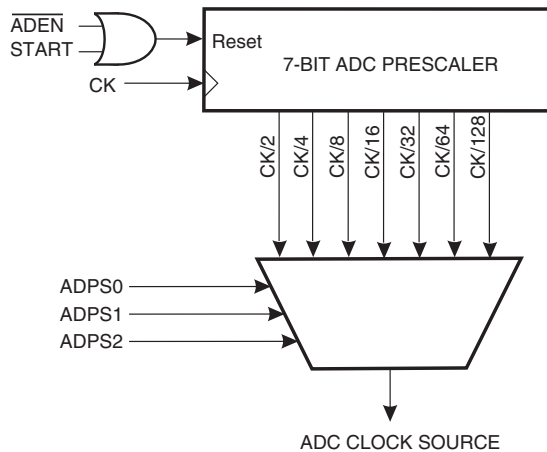 ADEN
START
Reset
7-BIT ADC PRESCALER
CK
CK/2
CK/4
CK/8
CK/16
CK/32
CK/64
CK/128
ADPS0
ADPS1
ADPS2
ADC CLOCK SOURCE